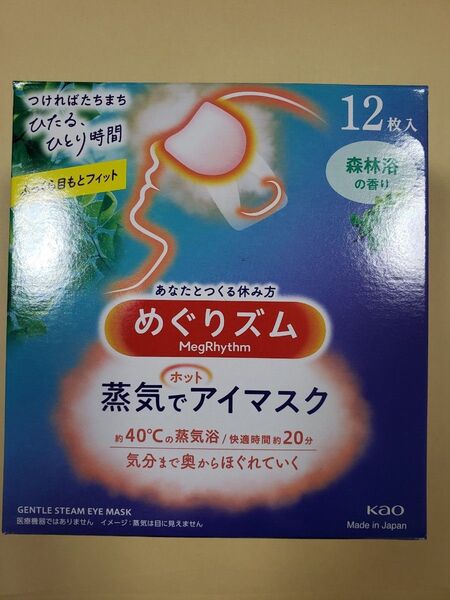 つければたちまち
ひたる、
ひとり時間
ふっくら目もとフィット
12枚入
森林浴
の香り
あなたとつくる休み方
めぐりズム
MegRhythm
ホット
蒸気でアイマスク
約40℃の蒸気浴/快適時間約20分
気分まで奥からほぐれていく
GENTLE STEAM EYE MASK
医療機器ではありません イメージ:蒸気は目に見えません
Kao
Made in Japan